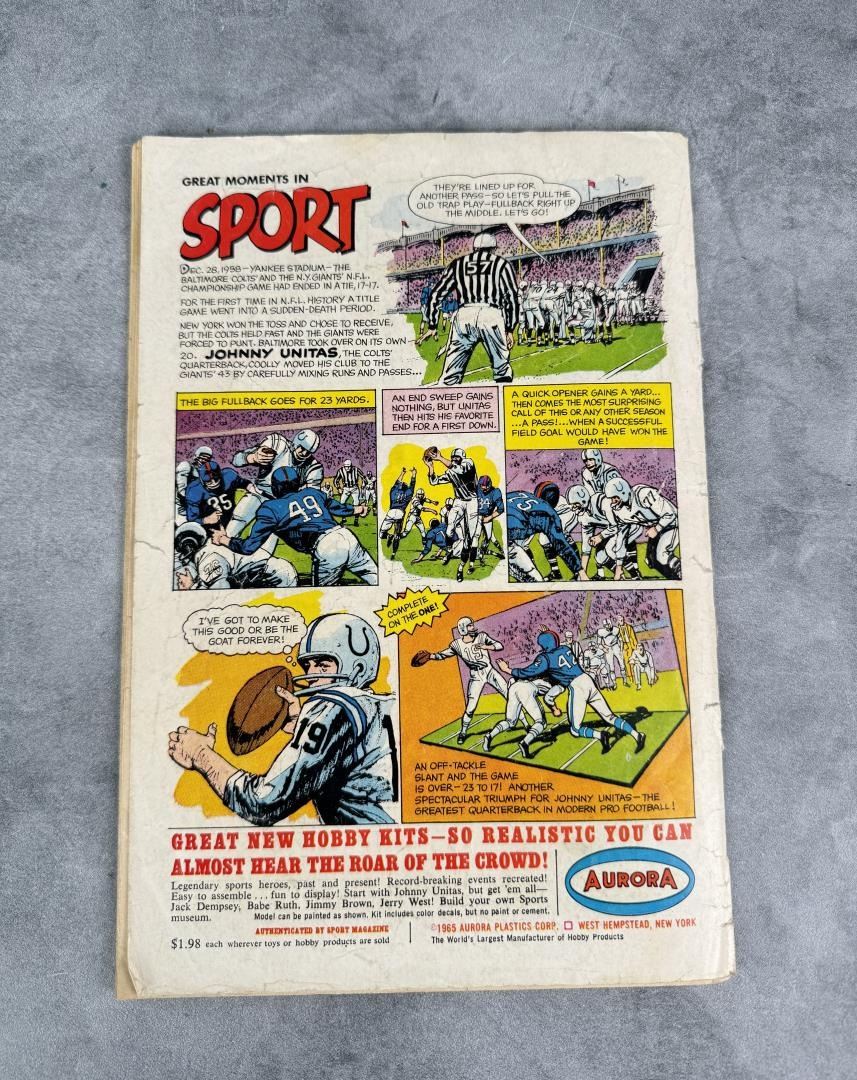 GREAT MOMENTS IN
SPORT
DEC. 28, 1958—YANKEE STADIUM—THE
BALTIMORE COLTS' AND THE N.Y. GIANTS' N.F.L.
CHAMPIONSHIP GAME HAD ENDED IN A TIE, 17-17.
FOR THE FIRST TIME IN N.F.L. HISTORY A TITLE
GAME WENT INTO A SUDDEN-DEATH PERIOD.
NEW YORK WON THE TOSS AND CHOSE TO RECEIVE,
BUT THE COLTS HELD FAST AND THE GIANTS WERE
FORCED TO PUNT. BALTIMORE TOOK OVER ON ITS OWN
20. JOHNNY UNITAS, THE COLTS'
QUARTERBACK, COOLLY MOVED HIS CLUB TO THE
GIANTS' 43 BY CAREFULLY MIXING RUNS AND PASSES...
THEY'RE LINED UP FOR
ANOTHER PASS—SO LET'S PULL THE
OLD TRAP PLAY—FULLBACK RIGHT UP
THE MIDDLE. LET'S GO!
57
THE BIG FULLBACK GOES FOR 23 YARDS.
35
49
AN END SWEEP GAINS
NOTHING, BUT UNITAS
THEN HITS HIS FAVORITE
END FOR A FIRST DOWN.
A QUICK OPENER GAINS A YARD...
THEN COMES THE MOST SURPRISING
CALL OF THIS OR ANY OTHER SEASON
...A PASS!...WHEN A SUCCESSFUL
FIELD GOAL WOULD HAVE WON THE
GAME!
75
77
I'VE GOT TO MAKE
THIS GOOD OR BE THE
GOAT FOREVER!
19
COMPLETE
ON THE ONE!
AN OFF-TACKLE
SLANT AND THE GAME
IS OVER—23 TO 17! ANOTHER
SPECTACULAR TRIUMPH FOR JOHNNY UNITAS—THE
GREATEST QUARTERBACK IN MODERN PRO FOOTBALL!
GREAT NEW HOBBY KITS—SO REALISTIC YOU CAN
ALMOST HEAR THE ROAR OF THE CROWD!
Legendary sports heroes, past and present! Record-breaking events recreated!
Easy to assemble... fun to display! Start with Johnny Unitas, but get 'em all—
Jack Dempsey, Babe Ruth, Jimmy Brown, Jerry West! Build your own Sports
museum. Model can be painted as shown. Kit includes color decals, but no paint or cement.
AURORA
AUTHENTICATED BY SPORT MAGAZINE
$1.98 each wherever toys or hobby products are sold
©1965 AURORA PLASTICS CORP. WEST HEMPSTEAD, NEW YORK
The World's Largest Manufacturer of Hobby Products